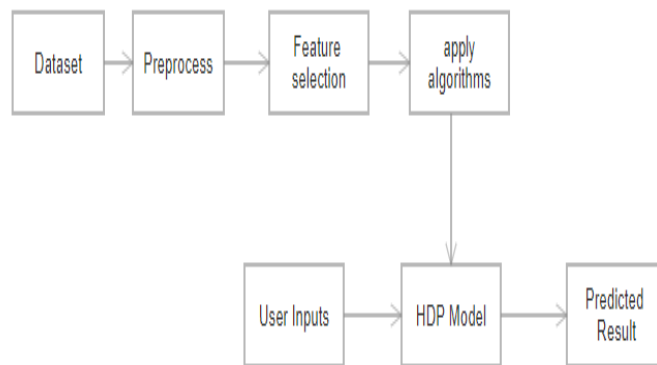 Dataset
Preprocess
Feature
selection
apply
algorithms
User Inputs
HDP Model
Predicted
Result